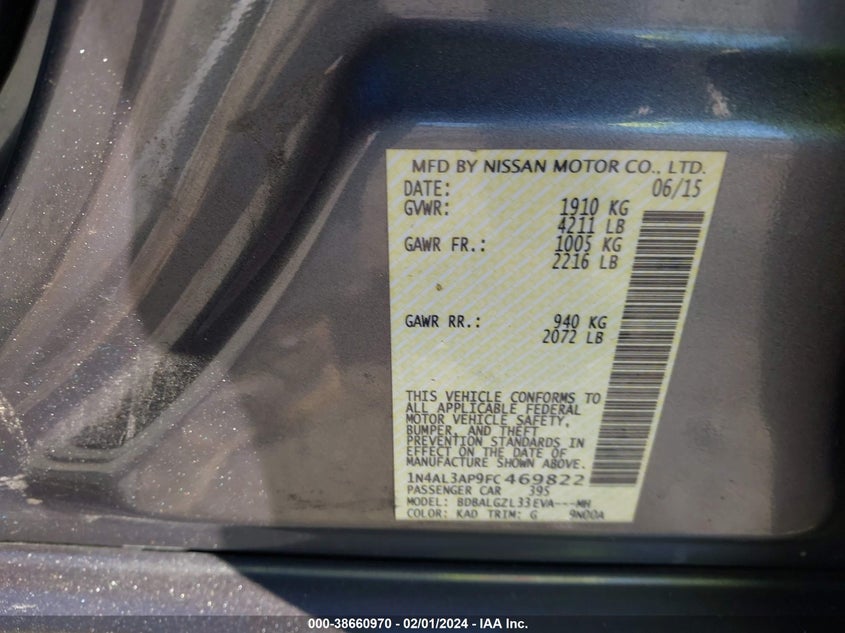 MFD BY NISSAN MOTOR CO., LTD.
DATE: 06/15
GVWR: 1910 KG
4211 LB
GAWR FR.: 1005 KG
2216 LB
GAWR RR.: 940 KG
2072 LB
THIS VEHICLE CONFORMS TO
ALL APPLICABLE FEDERAL
MOTOR VEHICLE SAFETY,
BUMPER, AND THEFT
PREVENTION STANDARDS IN
EFFECT ON THE DATE OF
MANUFACTURE SHOWN ABOVE.
1N4AL3AP9FC469822
PASSENGER CAR 395
MODEL: BDBALGZL33EVA---MH
COLOR: KAD TRIM: G 9N00A
000-38660970 - 02/01/2024 - IAA Inc.